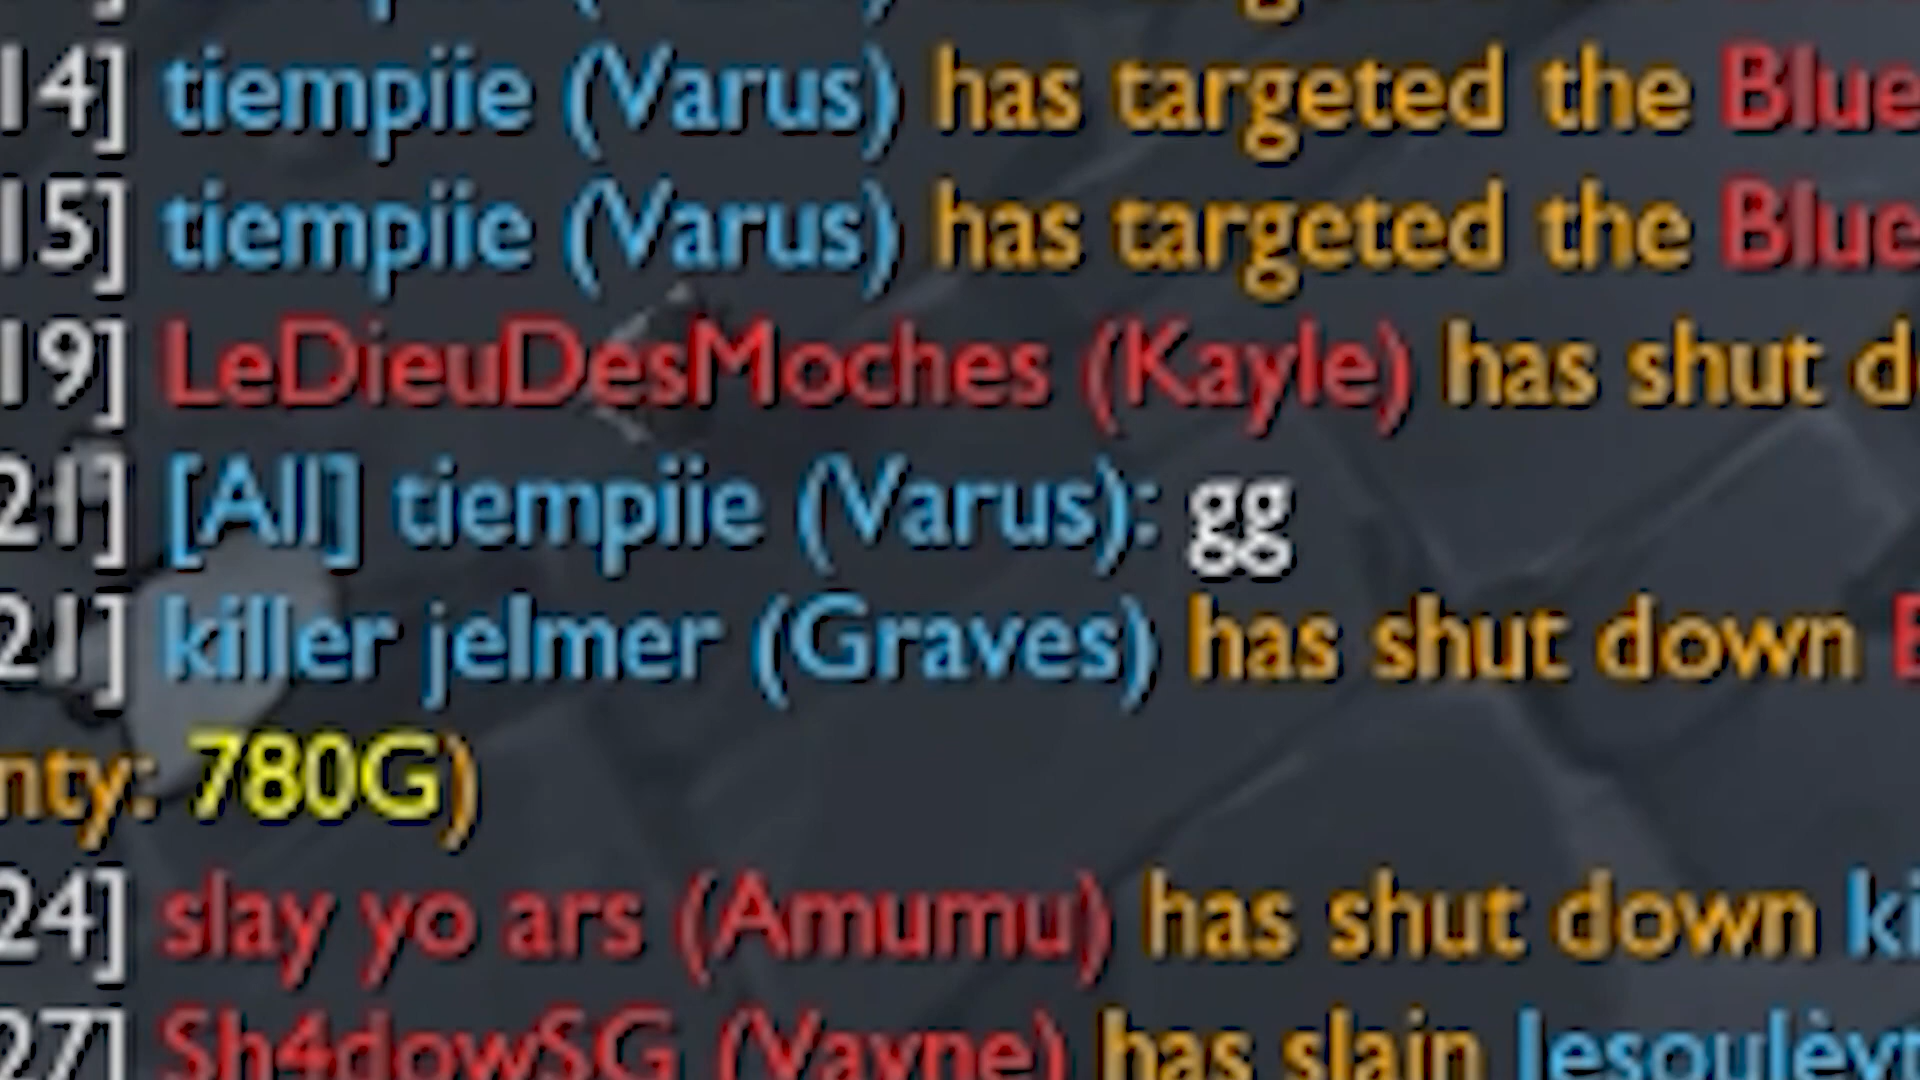 14] tiempiie (Varus) has targeted the Blue
15] tiempiie (Varus) has targeted the Blue
19] LeDieuDesMoches (Kayle) has shut d
21] [All] tiempiie (Varus): gg
21] killer jelmer (Graves) has shut down
nty: 780G)
24] slay yo ars (Amumu) has shut down ki
27] Sh4dowSG (Vayne) has slain